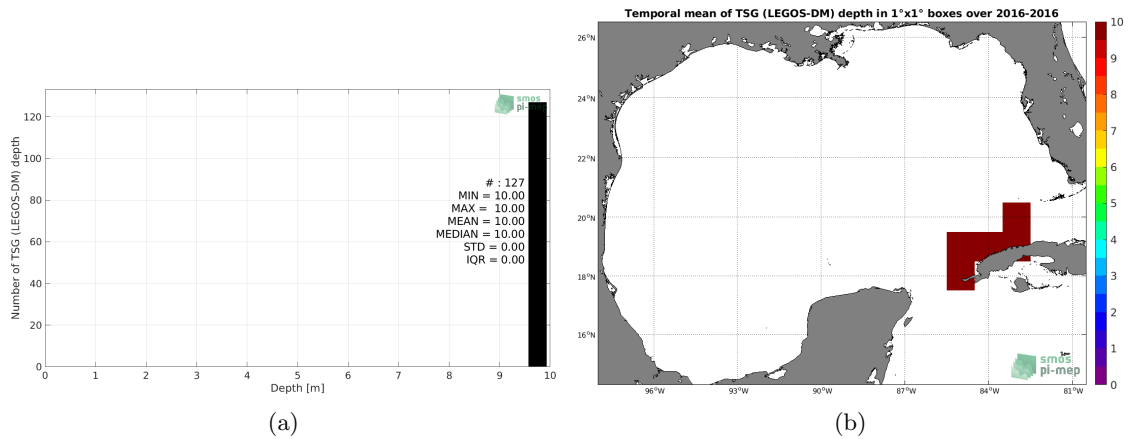 Temporal mean of TSG (LEGOS-DM) depth in 1°x1° boxes over 2016-2016
Number of TSG (LEGOS-DM) depth
120
100
80
60
40
20
0
smos
pi-mep
# : 127
MIN = 10.00
MAX = 10.00
MEAN = 10.00
MEDIAN = 10.00
STD = 0.00
IQR = 0.00
0 1 2 3 4 5 6 7 8 9 10
Depth [m]
(a)
26°N
24°N
22°N
20°N
18°N
16°N
96°W 93°W 90°W 87°W 84°W 81°W
smos
pi-mep
10
9
8
7
6
5
4
3
2
1
0
(b)